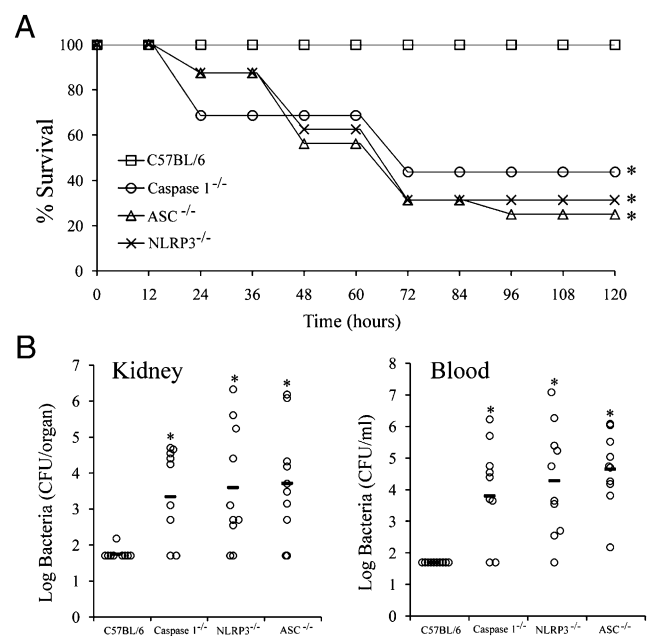 A
100
80
60
40
20
0
% Survival
C57BL/6
Caspase 1-/-
ASC -/-
NLRP3-/-
*
*
*
0 12 24 36 48 60 72 84 96 108 120
Time (hours)
B
Kidney
Log Bacteria (CFU/organ)
7
6
5
4
3
2
1
0
* * *
C57BL/6 Caspase 1-/- NLRP3-/- ASC-/-
Blood
Log Bacteria (CFU/ml)
8
7
6
5
4
3
2
1
0
* * *
C57BL/6 Caspase 1-/- NLRP3-/- ASC-/-